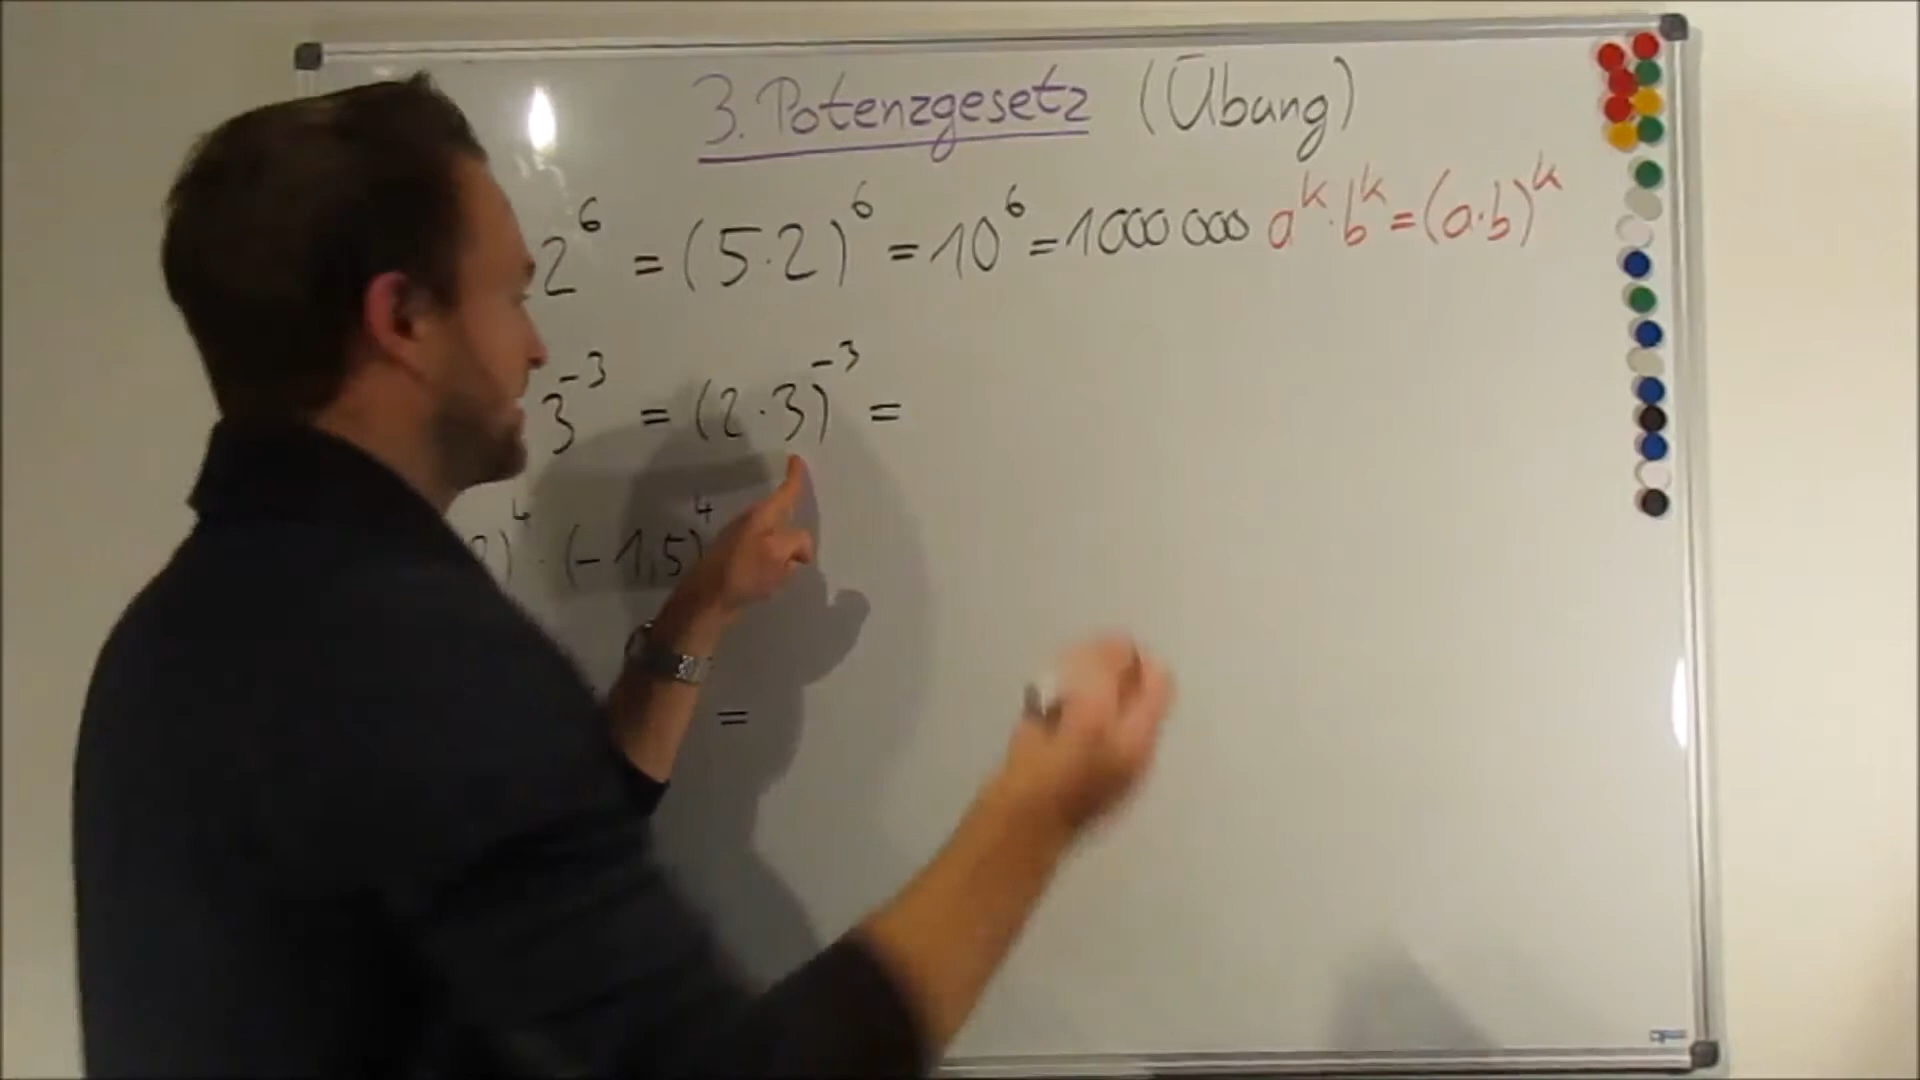 3. Potenzgesetz (Übung)
2⁶ = (5·2)⁶ = 10⁶ = 1000 000 aᵏ·bᵏ = (a·b)ᵏ
3⁻³ = (2·3)⁻³ =
)⁴ · (-1,5)⁴
=